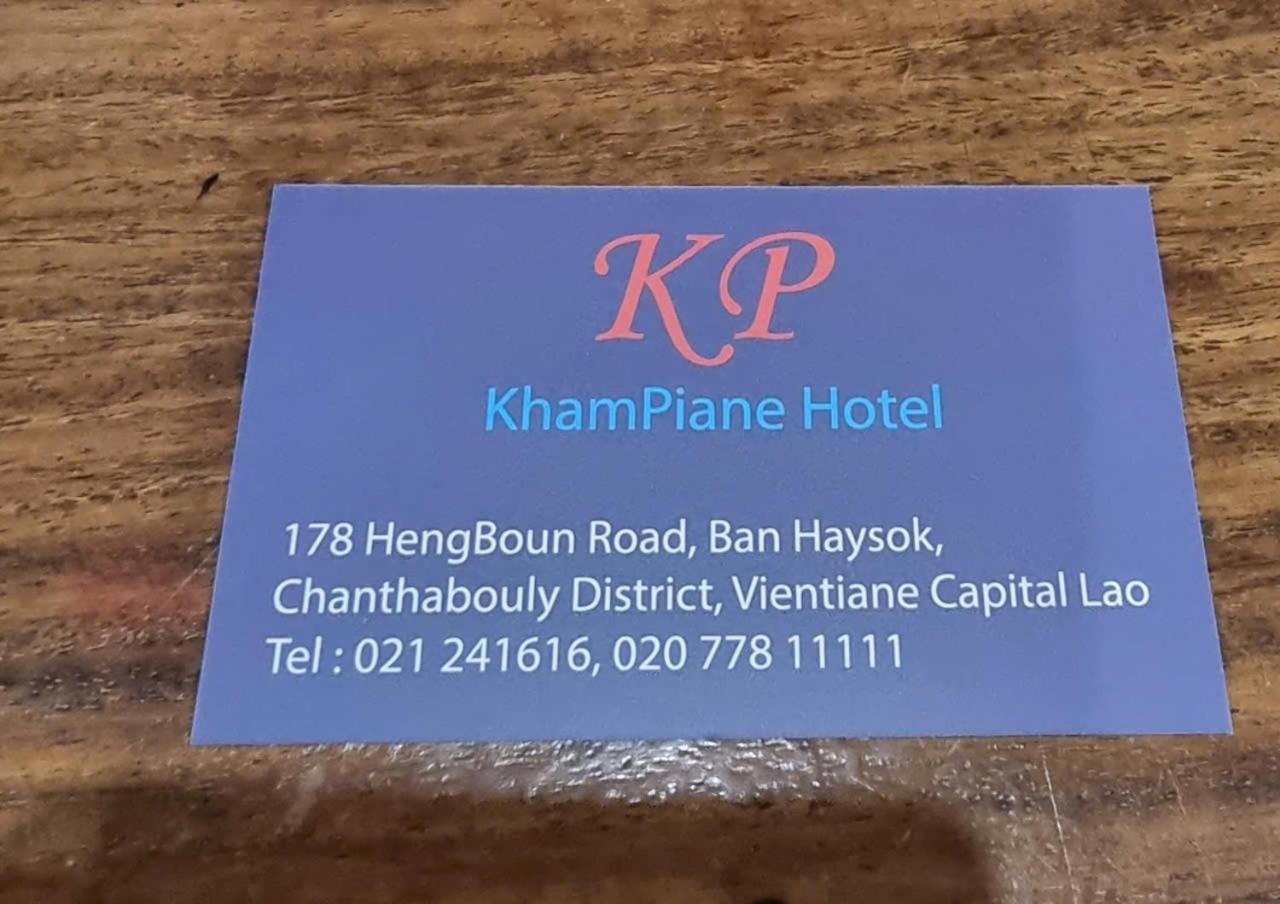 KP
KhamPiane Hotel
178 HengBoun Road, Ban Haysok,
Chanthabouly District, Vientiane Capital Lao
Tel : 021 241616, 020 778 11111